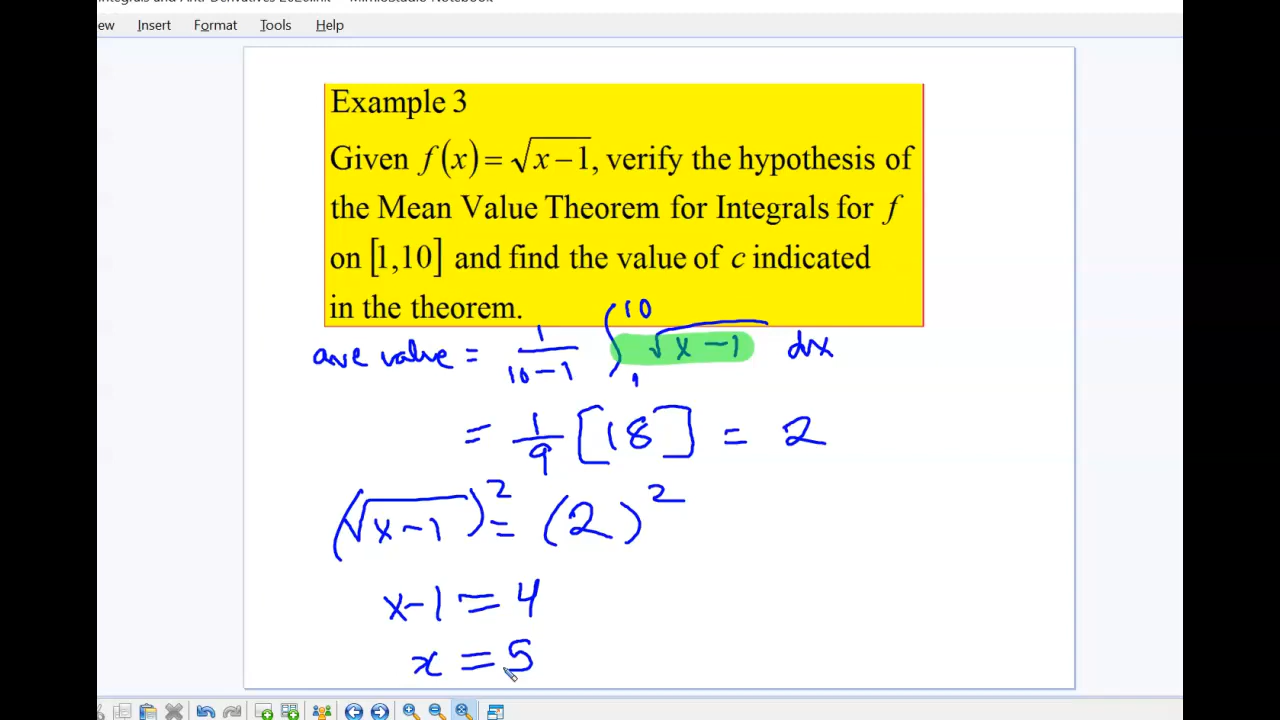 ew Insert Format Tools Help
Example 3
Given f(x) = √(x−1), verify the hypothesis of
the Mean Value Theorem for Integrals for f
on [1,10] and find the value of c indicated
in the theorem.
ave value = 1/(10−1) ∫₁¹⁰ √(x−1) dx
= 1/9 [18] = 2
(√(x−1))² = (2)²
x−1 = 4
x = 5